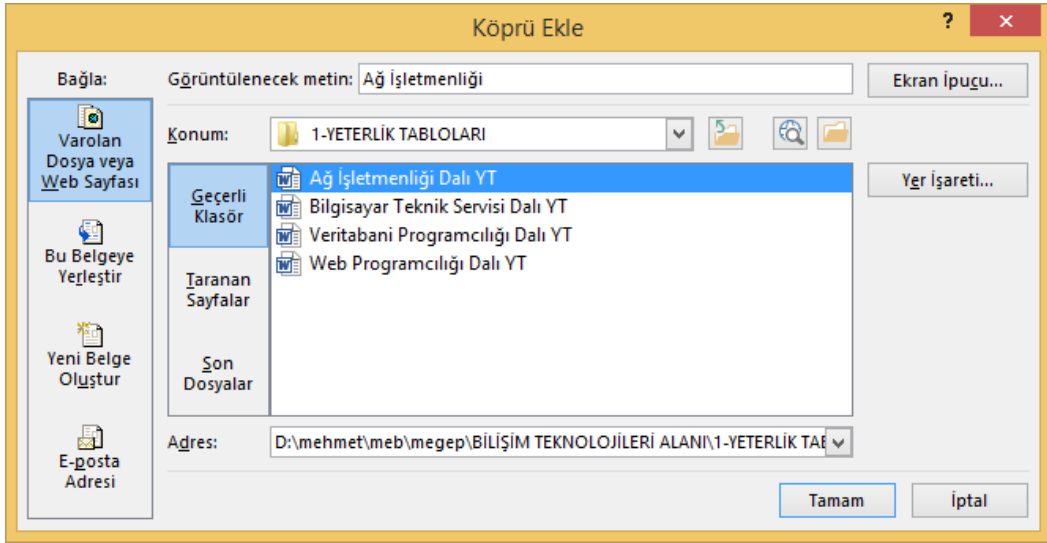 Köprü Ekle
?
×
Bağla:
Varolan
Dosya veya
Web Sayfası
Bu Belgeye
Yerleştir
Yeni Belge
Oluştur
E-posta
Adresi
Görüntülenecek metin: Ağ İşletmenliği
Ekran İpucu...
Konum: 1-YETERLİK TABLOLARI
Geçerli
Klasör
Taranan
Sayfalar
Son
Dosyalar
Ağ İşletmenliği Dalı YT
Bilgisayar Teknik Servisi Dalı YT
Veritabani Programcılığı Dalı YT
Web Programcılığı Dalı YT
Yer İşareti...
Adres: D:\mehmet\meb\megep\BİLİŞİM TEKNOLOJİLERİ ALANI\1-YETERLİK TAB
Tamam
İptal